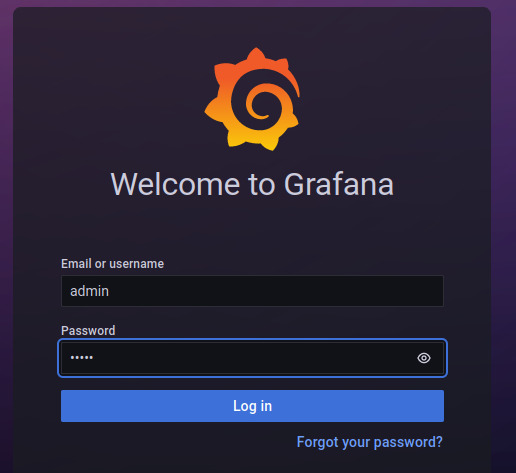 Welcome to Grafana
Email or username
admin
Password
•••••
Log in
Forgot your password?